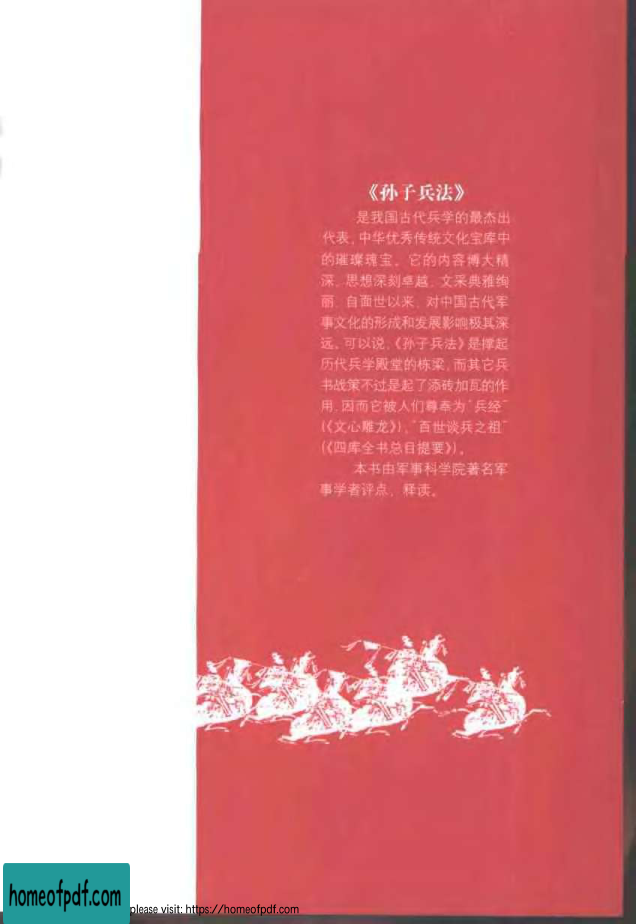 《孙子兵法》
是我国古代兵学的最杰出
代表，中华优秀传统文化宝库中
的璀璨瑰宝。它的内容博大精
深，思想深刻卓越，文采典雅绚
丽，自面世以来，对中国古代军
事文化的形成和发展影响极其深
远。可以说，《孙子兵法》是撑起
历代兵学殿堂的栋梁，而其它兵
书战策不过是起了添砖加瓦的作
用，因而它被人们尊奉为“兵经”
(《文心雕龙》)，“百世谈兵之祖”
(《四库全书总目提要》)。
本书由军事科学院著名军
事学者评点、释读。
homeofpdf.com
please visit: https://homeofpdf.com